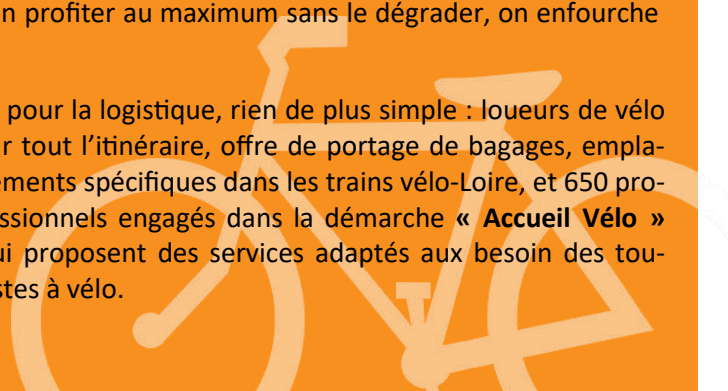 n profiter au maximum sans le dégrader, on enfourche
pour la logistique, rien de plus simple : loueurs de vélo
r tout l'itinéraire, offre de portage de bagages, empla-
ements spécifiques dans les trains vélo-Loire, et 650 pro-
ssionnels engagés dans la démarche « Accueil Vélo »
ui proposent des services adaptés aux besoin des tou-
stes à vélo.